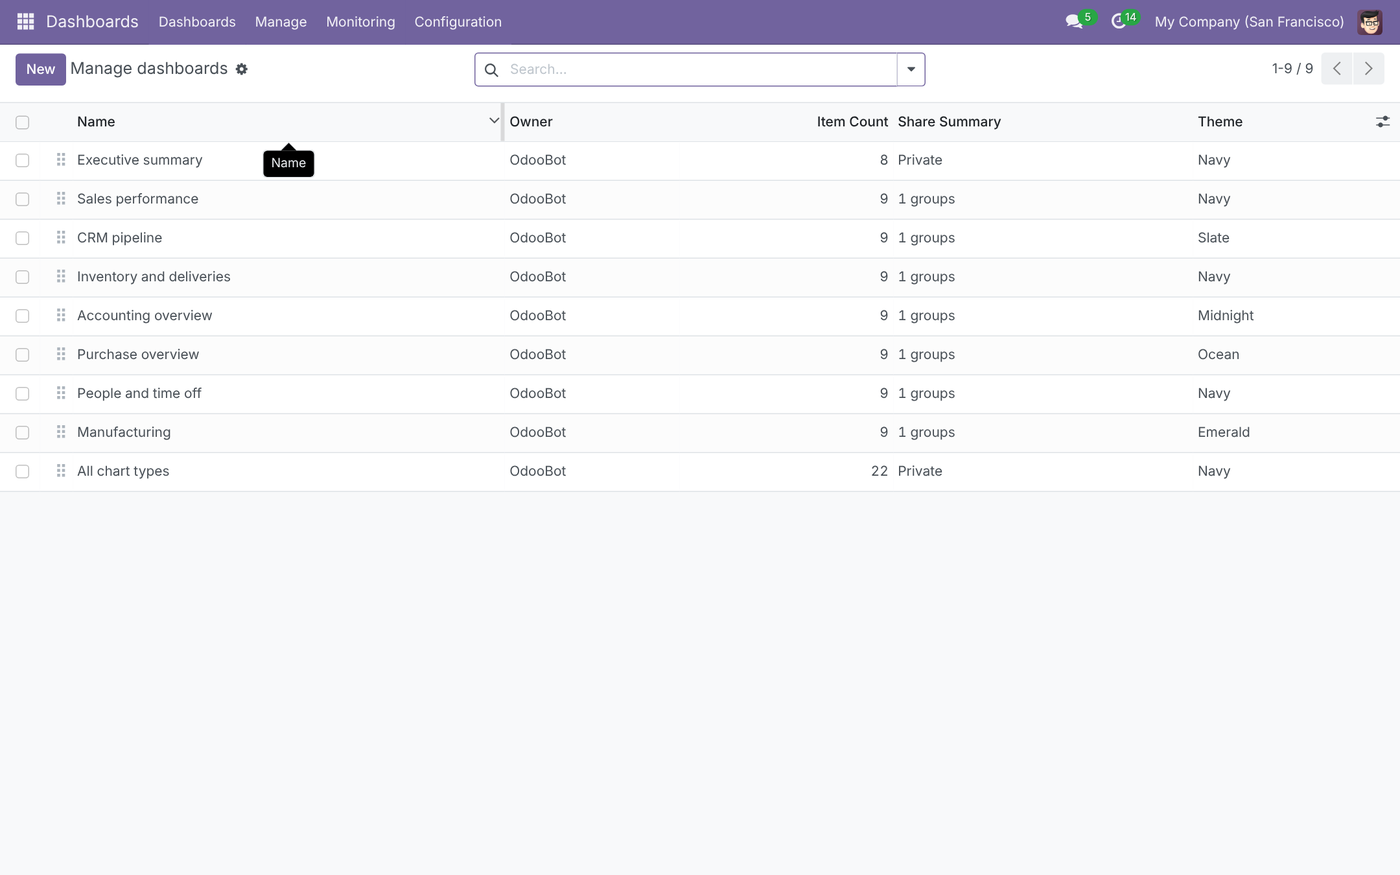 Dashboards Dashboards Manage Monitoring Configuration 5 14 My Company (San Francisco)
New Manage dashboards Search... 1-9 / 9
Name Owner Item Count Share Summary Theme
Executive summary OdooBot 8 Private Navy
Name
Sales performance OdooBot 9 1 groups Navy
CRM pipeline OdooBot 9 1 groups Slate
Inventory and deliveries OdooBot 9 1 groups Navy
Accounting overview OdooBot 9 1 groups Midnight
Purchase overview OdooBot 9 1 groups Ocean
People and time off OdooBot 9 1 groups Navy
Manufacturing OdooBot 9 1 groups Emerald
All chart types OdooBot 22 Private Navy